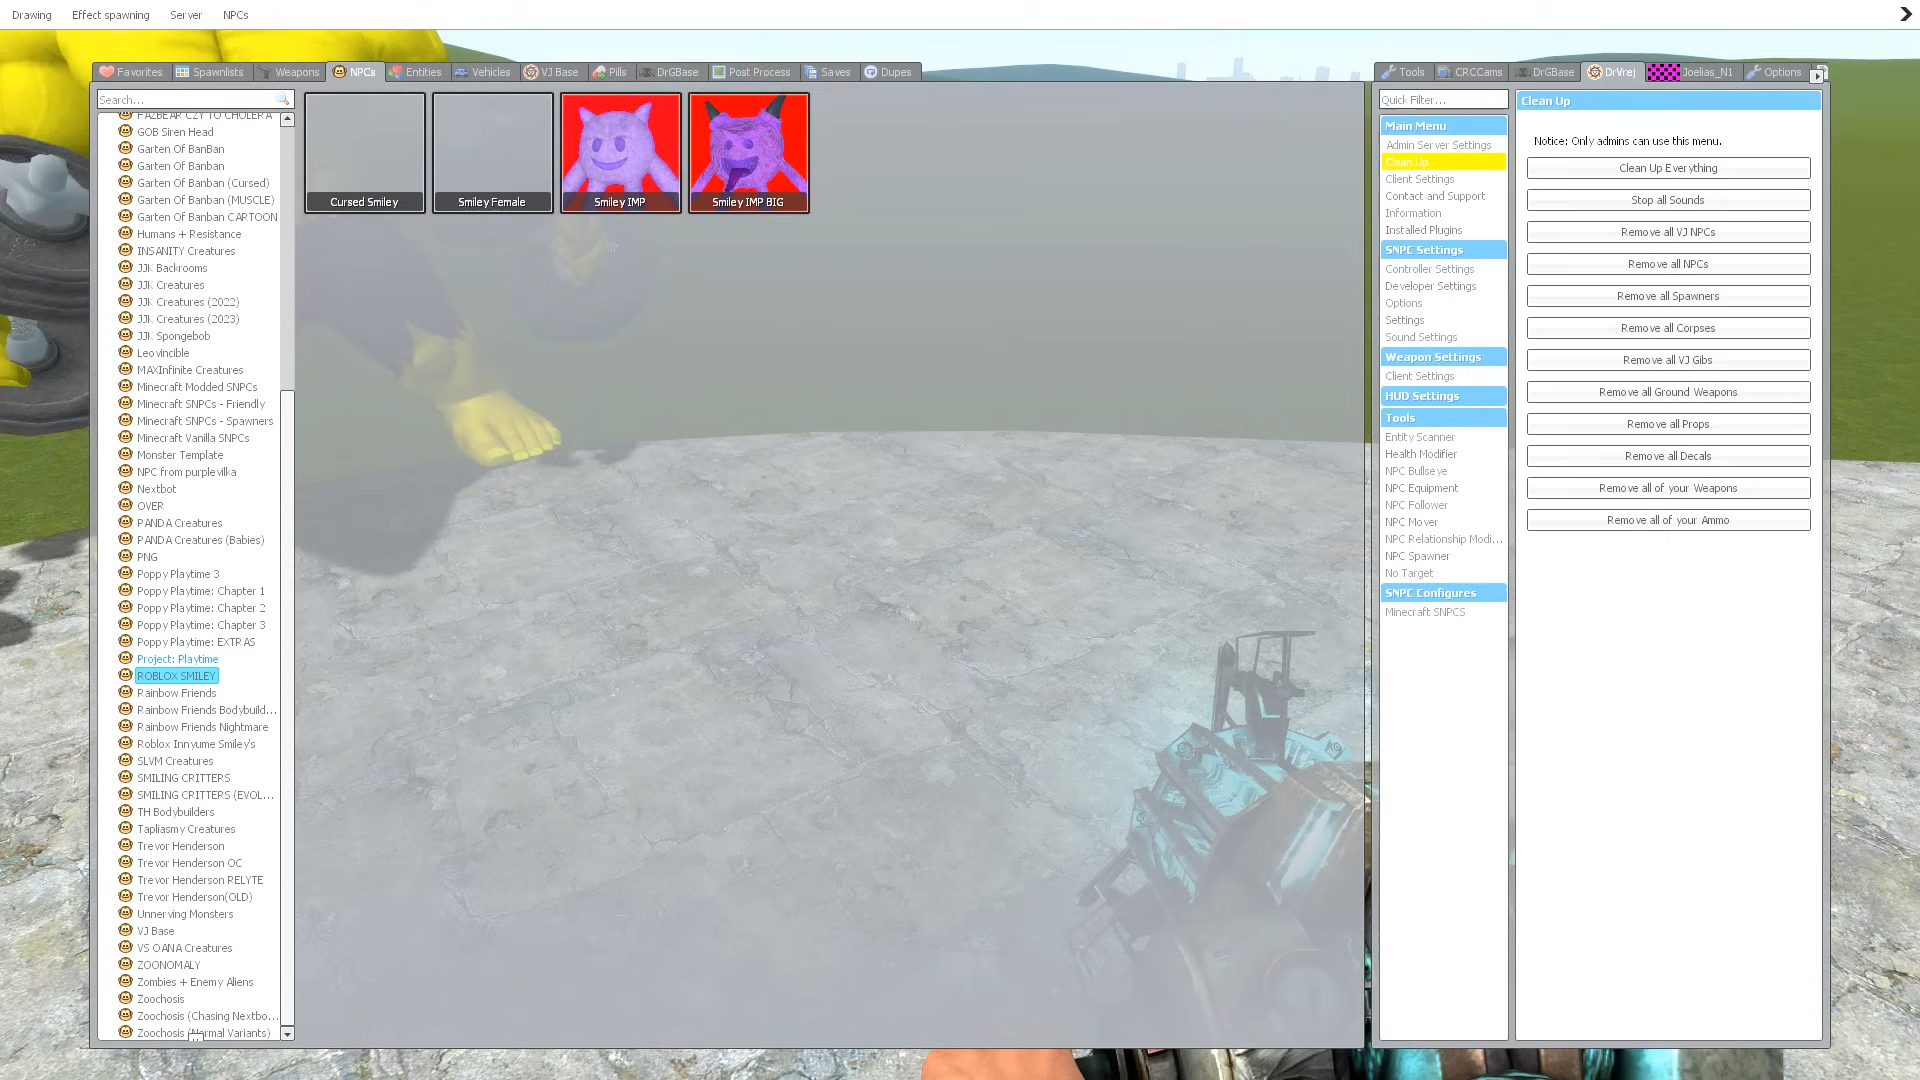 Drawing Effect spawning Server NPCs
Favorites Spawnlists Weapons NPCs Entities Vehicles VJ Base Pills DrGBase Post Process Saves Dupes
Search...
FAZBEAR CZY TO CHOLERA
GOB Siren Head
Garten Of BanBan
Garten Of Banban
Garten Of Banban (Cursed)
Garten Of Banban (MUSCLE)
Garten Of Banban CARTOON
Humans + Resistance
INSANITY Creatures
JJK Backrooms
JJK Creatures
JJK Creatures (2022)
JJK Creatures (2023)
JJK Spongebob
Leovincible
MAXInfinite Creatures
Minecraft Modded SNPCs
Minecraft SNPCs - Friendly
Minecraft SNPCs - Spawners
Minecraft Vanilla SNPCs
Monster Template
NPC from purplevilka
Nextbot
OVER
PANDA Creatures
PANDA Creatures (Babies)
PNG
Poppy Playtime 3
Poppy Playtime: Chapter 1
Poppy Playtime: Chapter 2
Poppy Playtime: Chapter 3
Poppy Playtime: EXTRAS
Project: Playtime
ROBLOX SMILEY
Rainbow Friends
Rainbow Friends Bodybuild...
Rainbow Friends Nightmare
Roblox Innyume Smiley's
SLVM Creatures
SMILING CRITTERS
SMILING CRITTERS (EVOL...
TH Bodybuilders
Tapliasmy Creatures
Trevor Henderson
Trevor Henderson OC
Trevor Henderson RELYTE
Trevor Henderson(OLD)
Unnerving Monsters
VJ Base
VS OANA Creatures
ZOONOMALY
Zombies + Enemy Aliens
Zoochosis
Zoochosis (Chasing Nextbo...
Zoochosis (Normal Variants)
Cursed Smiley
Smiley Female
Smiley IMP
Smiley IMP BIG
Tools CRCCams DrGBase DrVrej Joelias_N1 Options
Quick Filter...
Main Menu
Admin Server Settings
Clean Up
Client Settings
Contact and Support
Information
Installed Plugins
SNPC Settings
Controller Settings
Developer Settings
Options
Settings
Sound Settings
Weapon Settings
Client Settings
HUD Settings
Tools
Entity Scanner
Health Modifier
NPC Bullseye
NPC Equipment
NPC Follower
NPC Mover
NPC Relationship Modi...
NPC Spawner
No Target
SNPC Configures
Minecraft SNPCS
Clean Up
Notice: Only admins can use this menu.
Clean Up Everything
Stop all Sounds
Remove all VJ NPCs
Remove all NPCs
Remove all Spawners
Remove all Corpses
Remove all VJ Gibs
Remove all Ground Weapons
Remove all Props
Remove all Decals
Remove all of your Weapons
Remove all of your Ammo